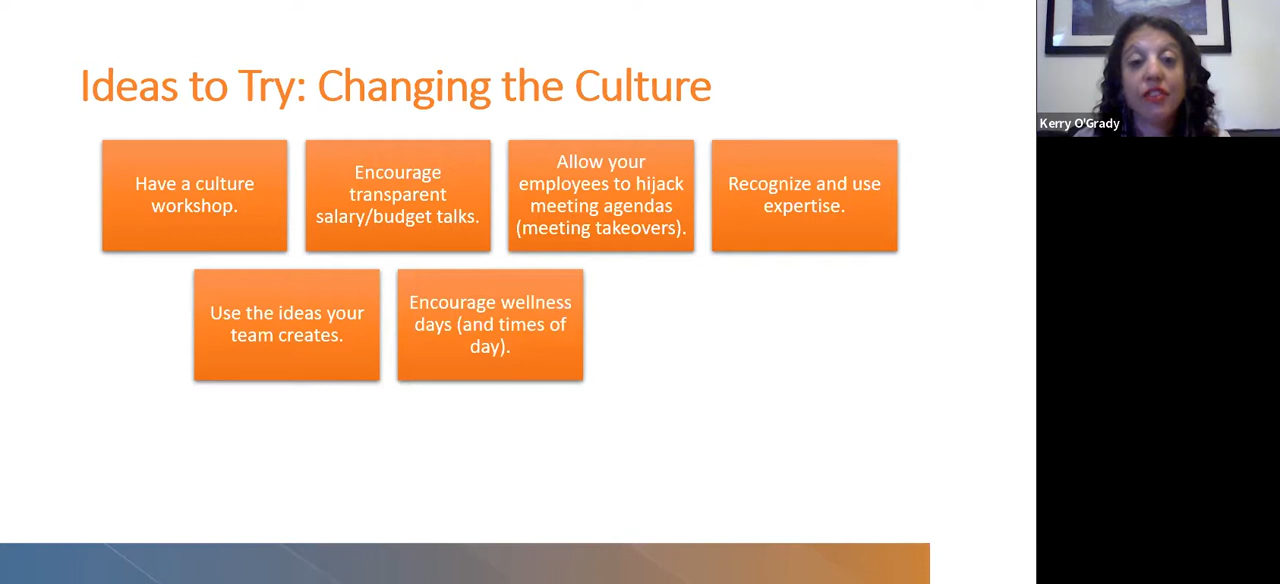 Ideas to Try: Changing the Culture
Kerry O'Grady
Have a culture
workshop.
Encourage
transparent
salary/budget talks.
Allow your
employees to hijack
meeting agendas
(meeting takeovers).
Recognize and use
expertise.
Use the ideas your
team creates.
Encourage wellness
days (and times of
day).